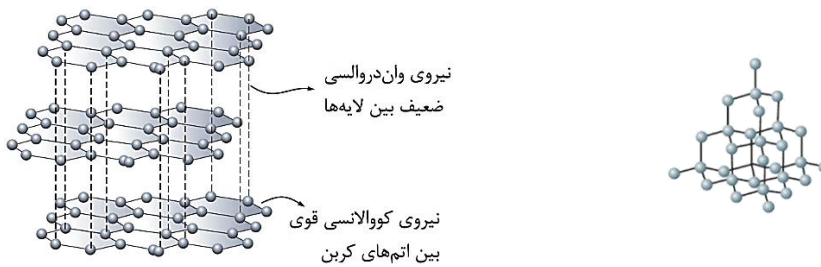 نیروی وان‌دروالسی
ضعیف بین لایه‌ها
نیروی کووالانسی قوی
بین اتم‌های کربن